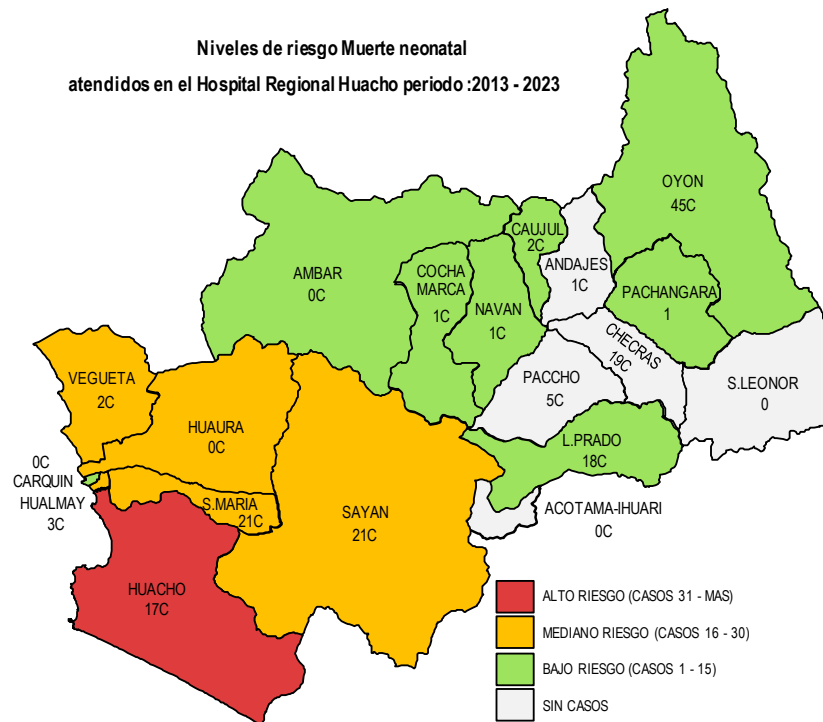 Niveles de riesgo Muerte neonatal
atendidos en el Hospital Regional Huacho periodo :2013 - 2023
OYON
45C
CAUJUL
2C
ANDAJES
1C
AMBAR
0C
COCHA
MARCA
1C
NAVAN
1C
PACHANGARA
1
CHECRAS
19C
S.LEONOR
0
PACCHO
5C
VEGUETA
2C
HUAURA
0C
L.PRADO
18C
0C
CARQUIN
HUALMAY
3C
S.MARIA
21C
SAYAN
21C
ACOTAMA-IHUARI
0C
HUACHO
17C
ALTO RIESGO (CASOS 31 - MAS)
MEDIANO RIESGO (CASOS 16 - 30)
BAJO RIESGO (CASOS 1 - 15)
SIN CASOS